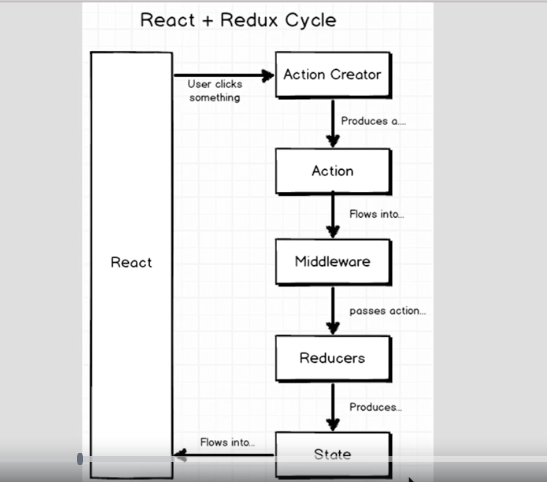 React + Redux Cycle
User clicks
something
Action Creator
Produces a...
Action
Flows into...
React
Middleware
passes action...
Reducers
Produces...
Flows into...
State